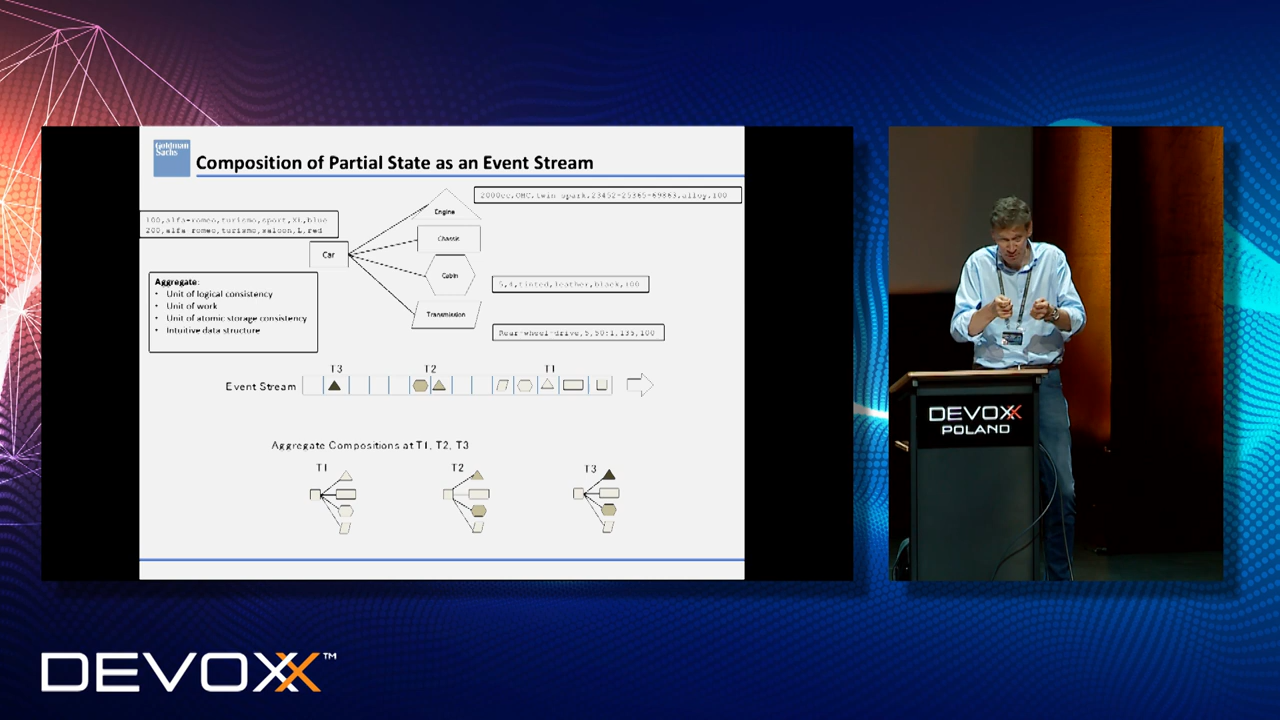 Goldman
Sachs
Composition of Partial State as an Event Stream
2000cc,OHC,twin spark,23452-25365-69863,alloy,100
100,alfa-romeo,turismo,sport,XL,blue
200,alfa romeo,turismo,saloon,L,red
Engine
Chassis
Car
Cabin
Transmission
5,4,tinted,leather,black,100
Rear-wheel-drive,5,50:1,135,100
Aggregate:
• Unit of logical consistency
• Unit of work
• Unit of atomic storage consistency
• Intuitive data structure
T3 T2 T1
Event Stream
Aggregate Compositions at T1, T2, T3
T1 T2 T3
DEVOXX
POLAND
DEVOXX™